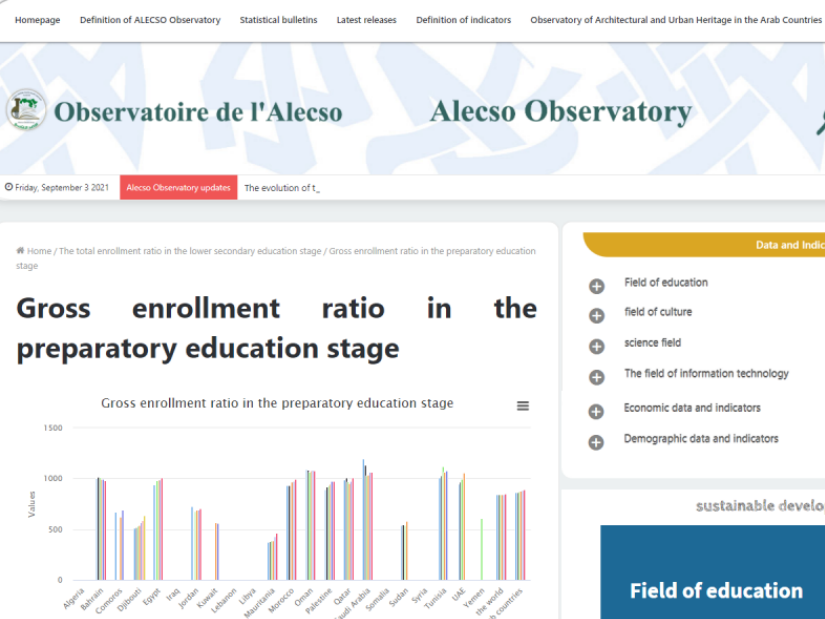 Homepage Definition of ALECSO Observatory Statistical bulletins Latest releases Definition of indicators Observatory of Architectural and Urban Heritage in the Arab Countries
Observatoire de l'Alecso Alecso Observatory
Friday, September 3 2021 Alecso Observatory updates The evolution of t_
Home / The total enrollment ratio in the lower secondary education stage / Gross enrollment ratio in the preparatory education
stage
Gross enrollment ratio in the
preparatory education stage
Gross enrollment ratio in the preparatory education stage
Values
1500
1000
500
0
Algeria
Bahrain
Comoros
Djibouti
Egypt
Iraq
Jordan
Kuwait
Lebanon
Libya
Mauritania
Morocco
Oman
Palestine
Qatar
audi Arabia
Somalia
Sudan
Syria
Tunisia
UAE
Yemen
the world
countries
Data and Indic
Field of education
field of culture
science field
The field of information technology
Economic data and indicators
Demographic data and indicators
sustainable develo
Field of education